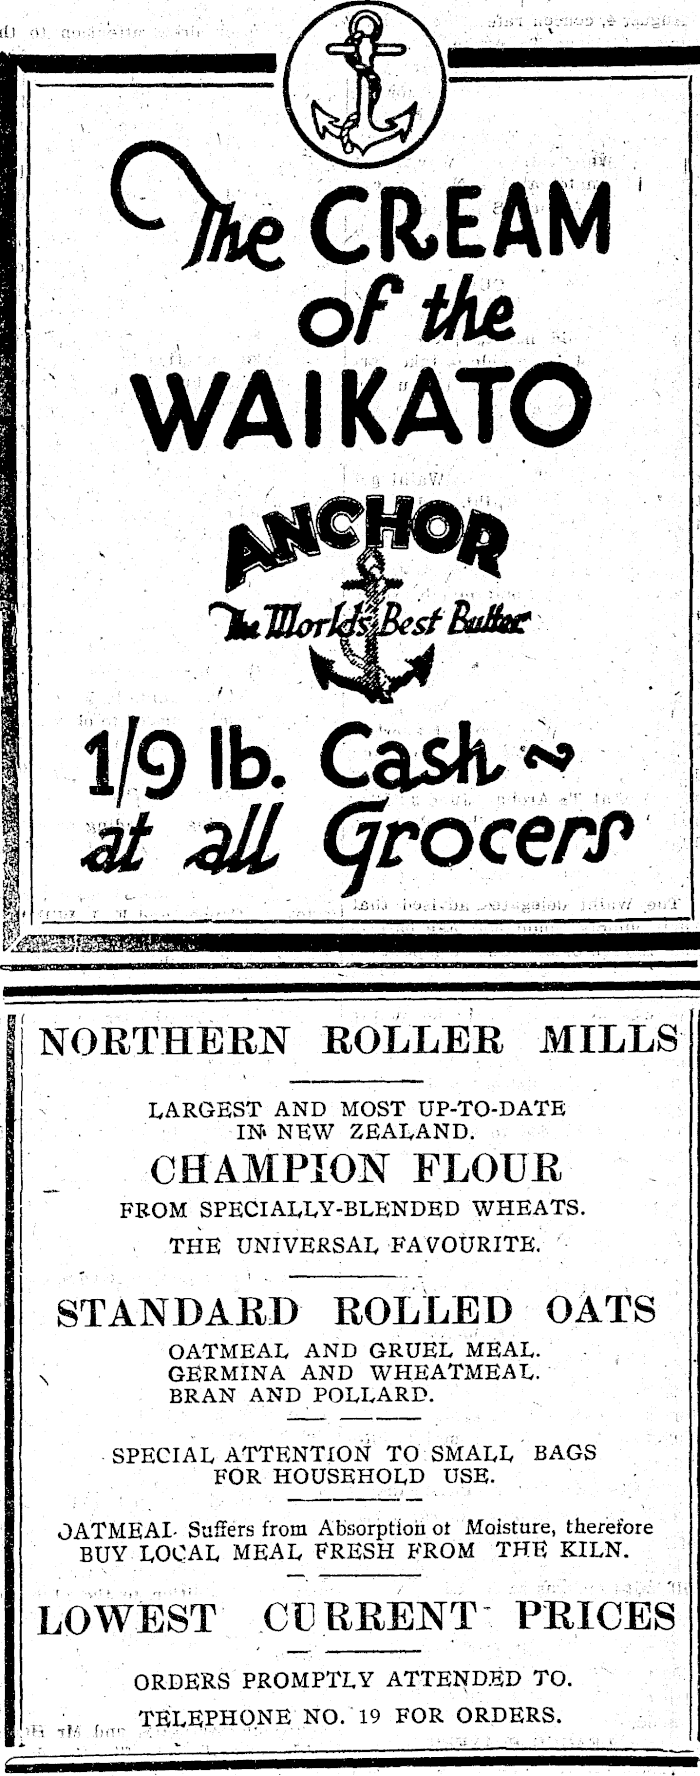 The CREAM
of the
WAIKATO
ANCHOR
The World's Best Butter
1/9 lb. Cash ~
at all Grocers
NORTHERN ROLLER MILLS
LARGEST AND MOST UP-TO-DATE
IN NEW ZEALAND.
CHAMPION FLOUR
FROM SPECIALLY-BLENDED WHEATS.
THE UNIVERSAL FAVOURITE.
STANDARD ROLLED OATS
OATMEAL AND GRUEL MEAL.
GERMINA AND WHEATMEAL.
BRAN AND POLLARD.
SPECIAL ATTENTION TO SMALL BAGS
FOR HOUSEHOLD USE.
OATMEAL Suffers from Absorption of Moisture, therefore
BUY LOCAL MEAL FRESH FROM THE KILN.
LOWEST CURRENT PRICES
ORDERS PROMPTLY ATTENDED TO.
TELEPHONE NO. 19 FOR ORDERS.